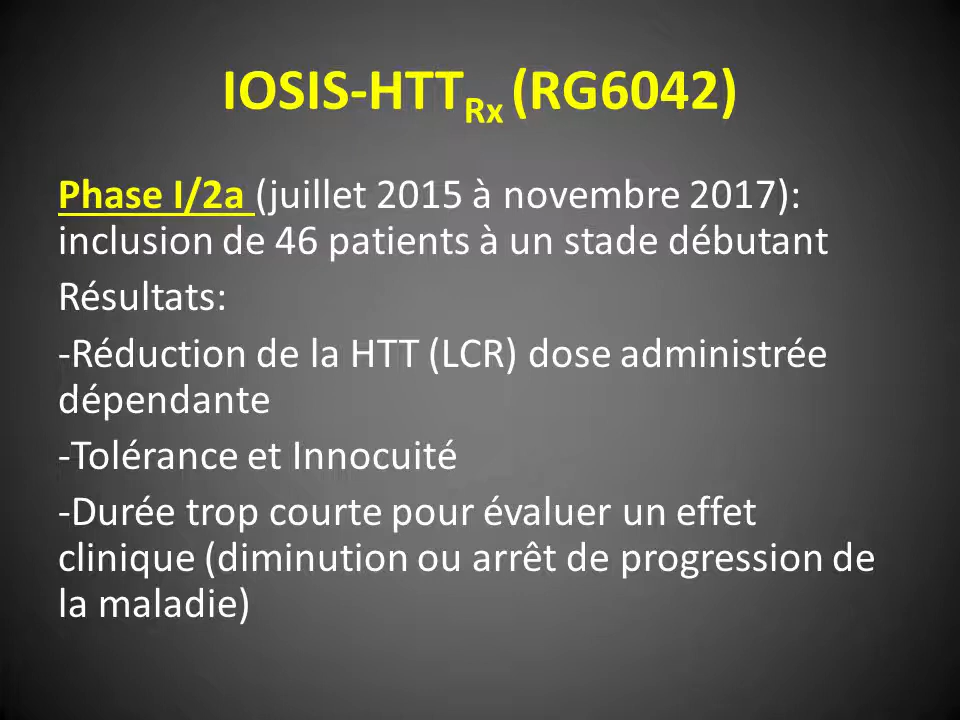 IOSIS-HTTRx (RG6042)
Phase I/2a (juillet 2015 à novembre 2017):
inclusion de 46 patients à un stade débutant
Résultats:
-Réduction de la HTT (LCR) dose administrée
dépendante
-Tolérance et Innocuité
-Durée trop courte pour évaluer un effet
clinique (diminution ou arrêt de progression de
la maladie)